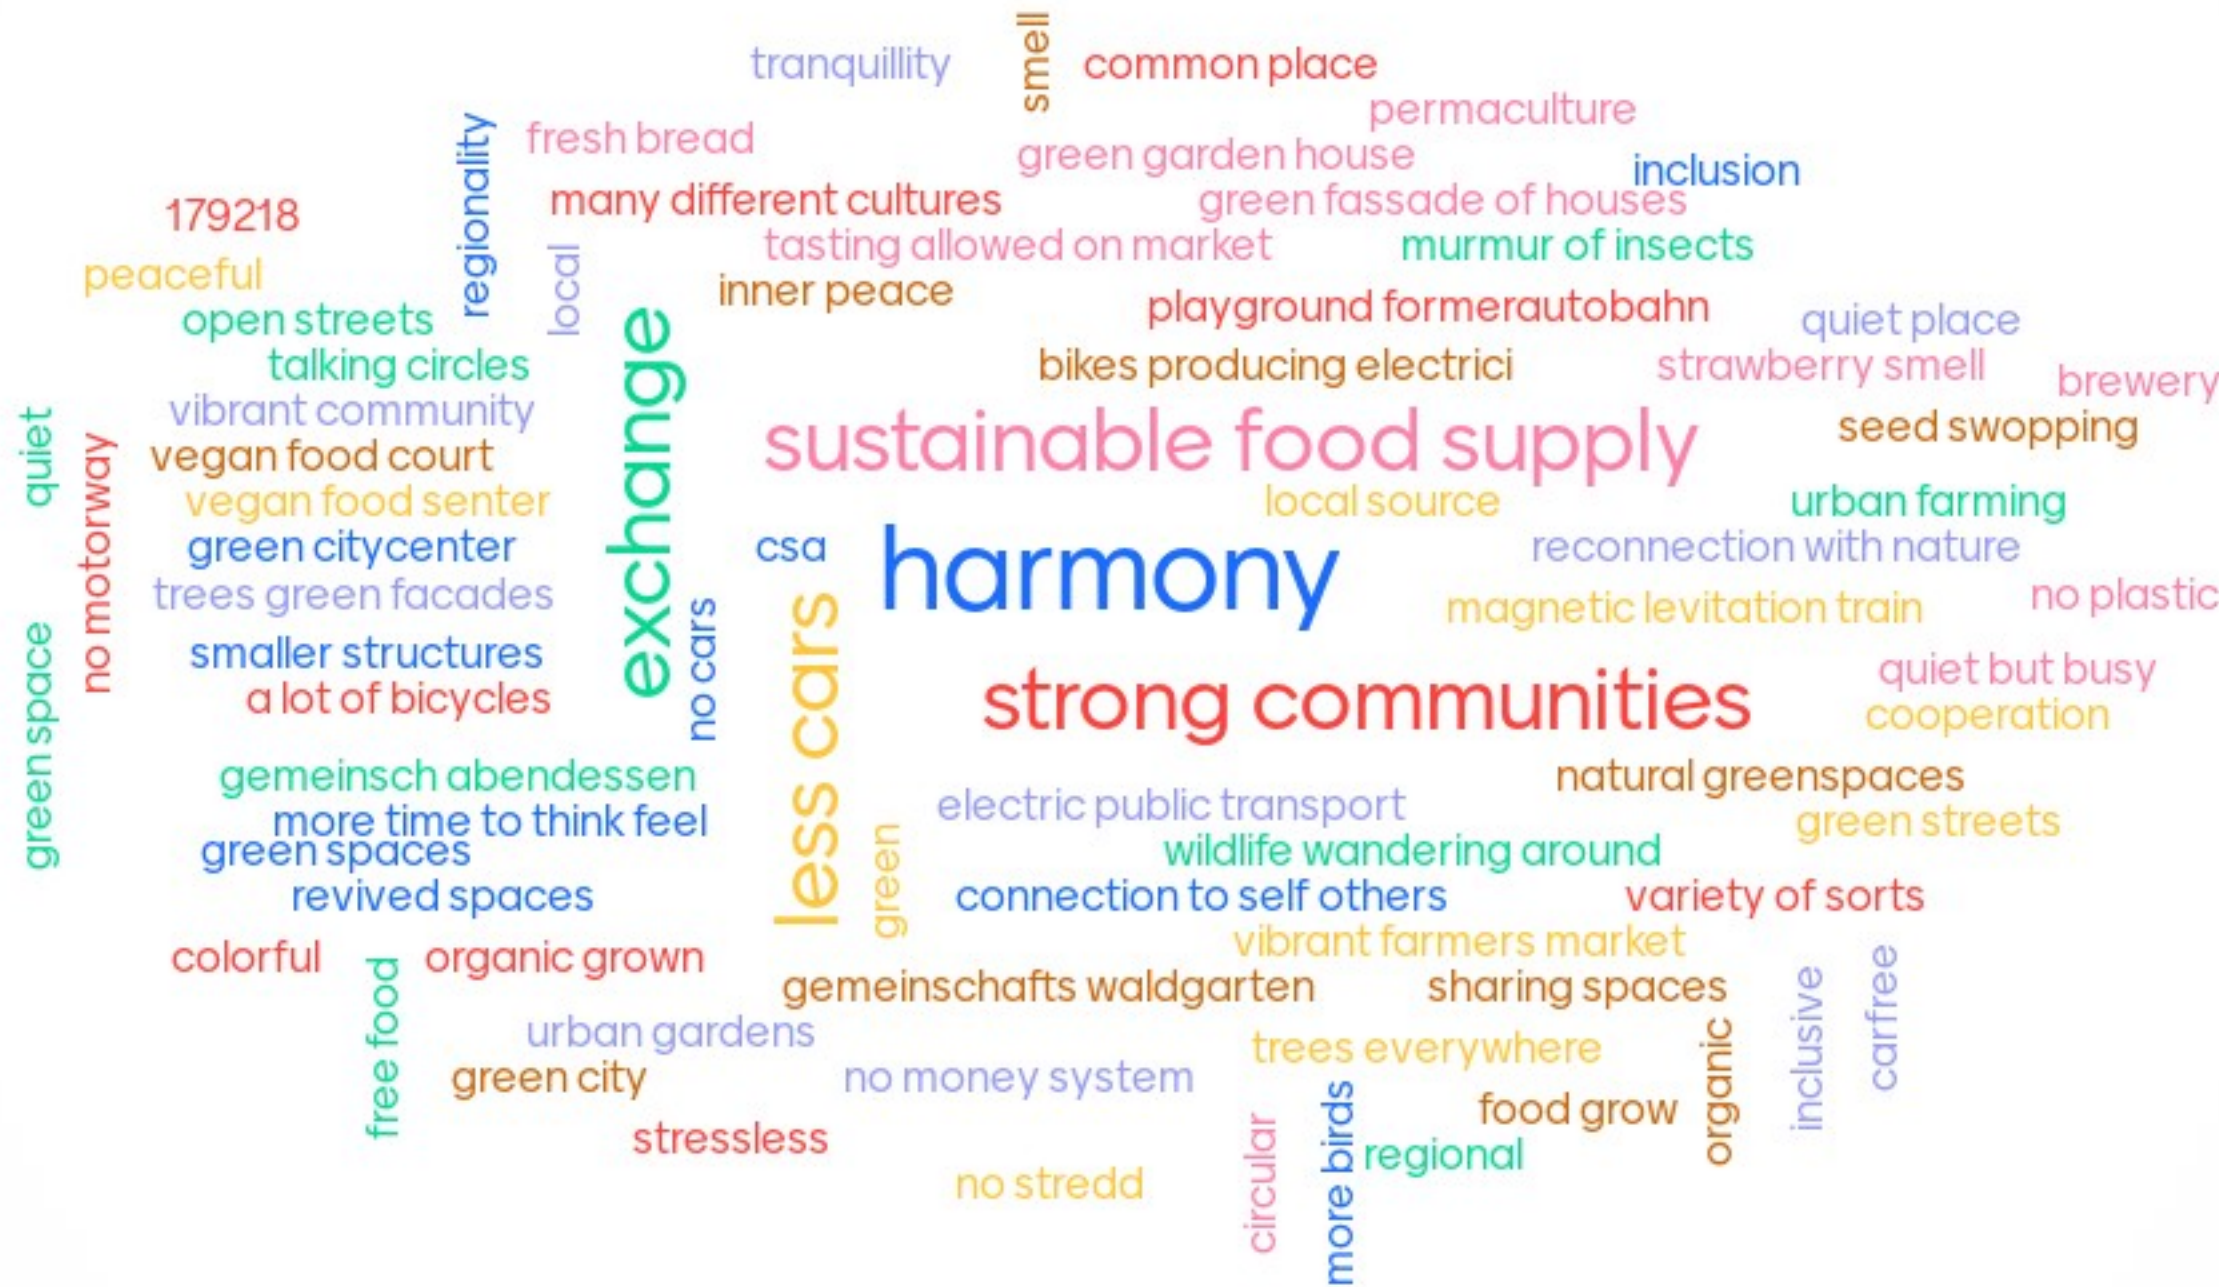 tranquillity
smell
common place
permaculture
regionality
fresh bread
green garden house
inclusion
179218
many different cultures
green fassade of houses
local
tasting allowed on market
murmur of insects
peaceful
inner peace
playground formerautobahn
open streets
quiet place
exchange
talking circles
bikes producing electrici
strawberry smell
brewery
quiet
vibrant community
sustainable food supply
seed swopping
no motorway
vegan food court
vegan food senter
local source
urban farming
green citycenter
csa
harmony
reconnection with nature
trees green facades
no cars
less cars
magnetic levitation train
no plastic
green space
smaller structures
strong communities
quiet but busy
a lot of bicycles
cooperation
gemeinsch abendessen
electric public transport
natural greenspaces
more time to think feel
green
green streets
green spaces
wildlife wandering around
revived spaces
connection to self others
variety of sorts
colorful
free food
organic grown
vibrant farmers market
gemeinschafts waldgarten
sharing spaces
inclusive
carfree
urban gardens
trees everywhere
organic
green city
no money system
food grow
stressless
circular
more birds
regional
no stredd